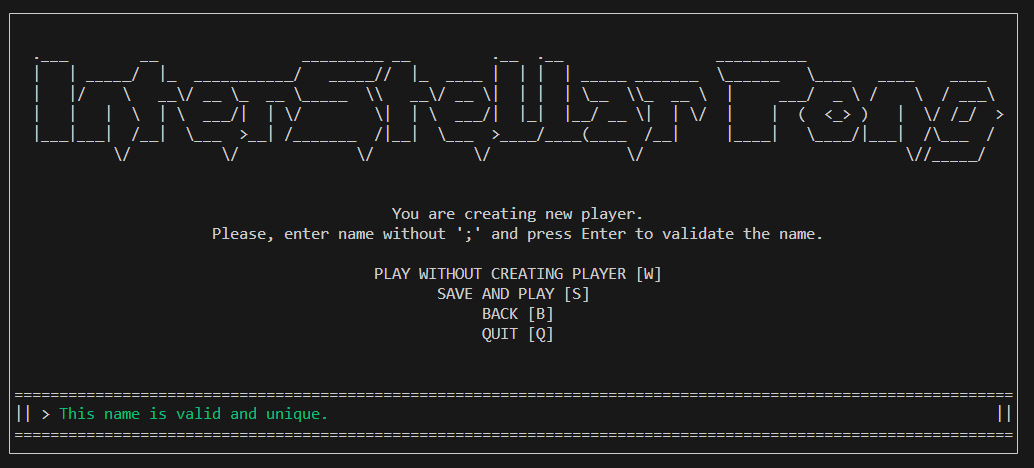 InterStellar Pong
You are creating new player.
Please, enter name without ';' and press Enter to validate the name.
PLAY WITHOUT CREATING PLAYER [W]
SAVE AND PLAY [S]
BACK [B]
QUIT [Q]
|| > This name is valid and unique. ||